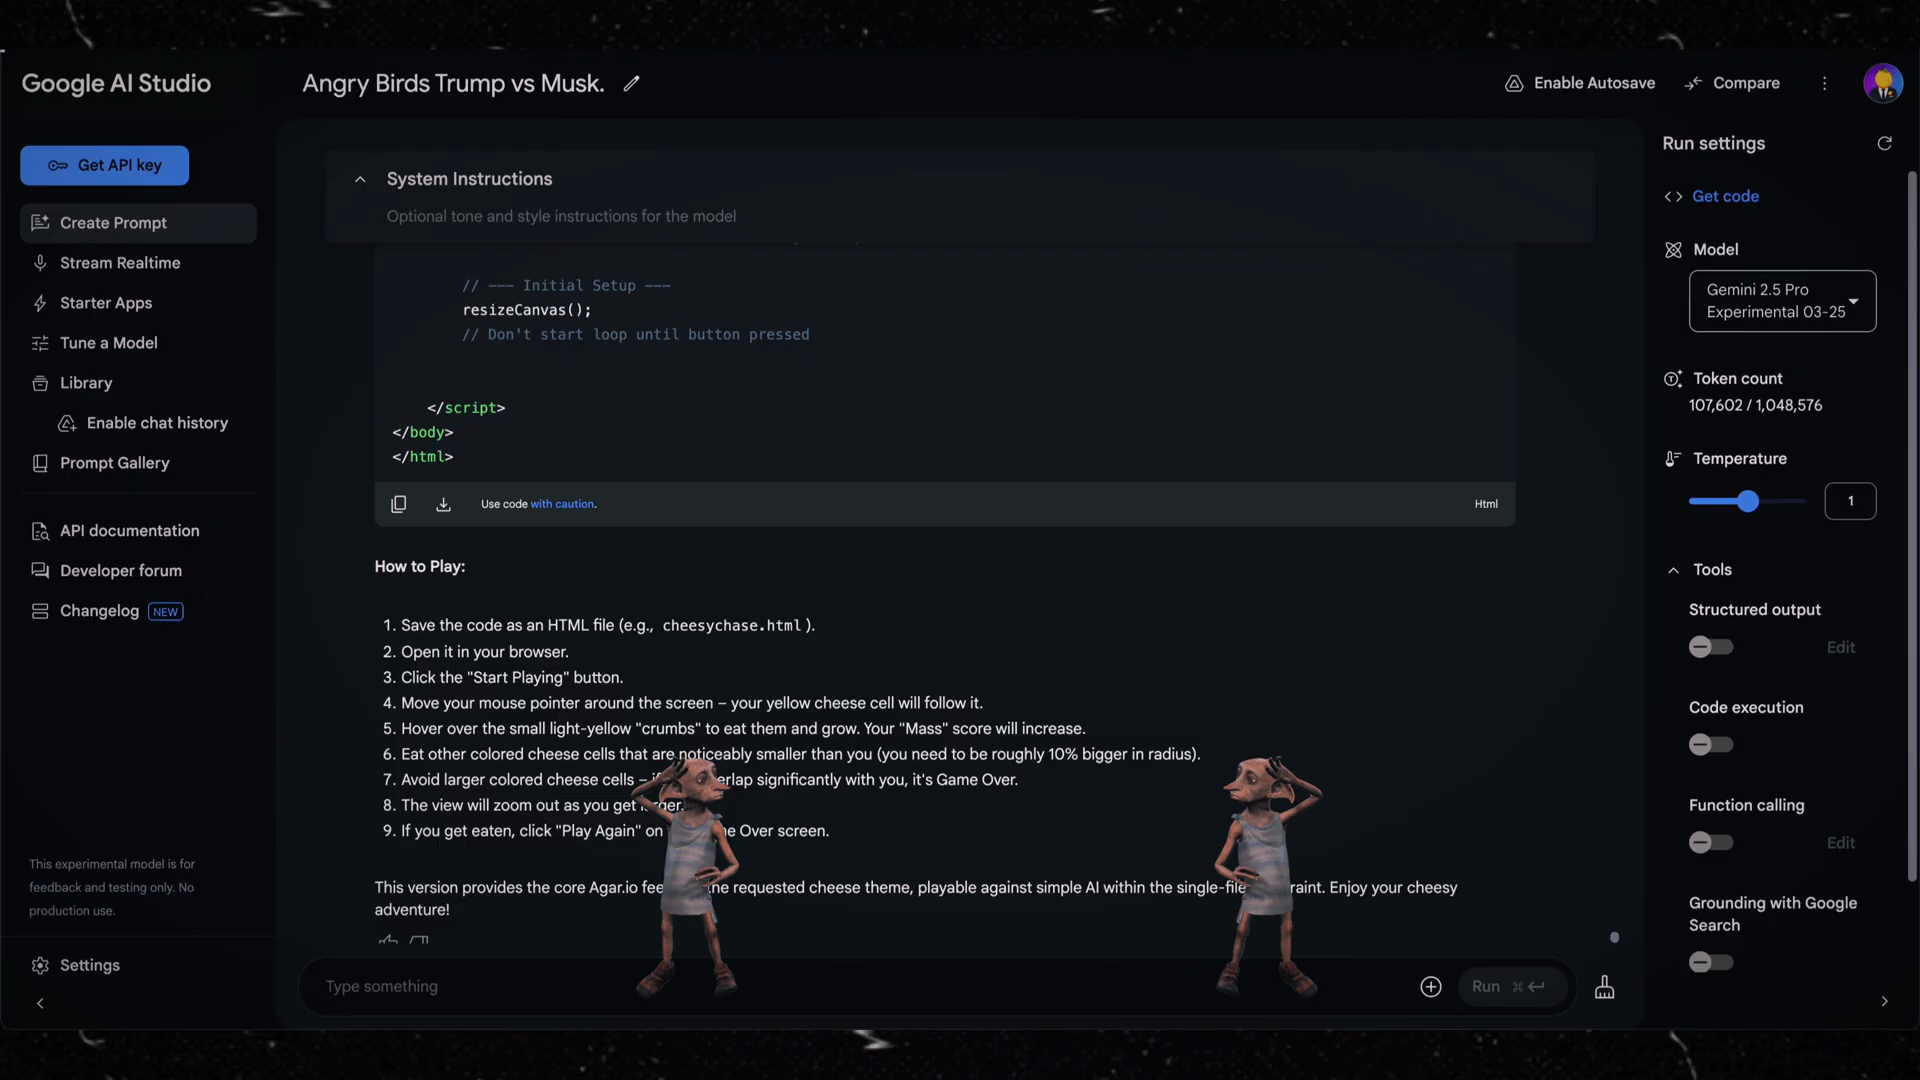 Google AI Studio
Angry Birds Trump vs Musk.
Enable Autosave
Compare
Get API key
Create Prompt
Stream Realtime
Starter Apps
Tune a Model
Library
Enable chat history
Prompt Gallery
API documentation
Developer forum
Changelog NEW
This experimental model is for
feedback and testing only. No
production use.
Settings
System Instructions
Optional tone and style instructions for the model
// --- Initial Setup ---
resizeCanvas();
// Don't start loop until button pressed
</script>
</body>
</html>
Use code with caution.
Html
How to Play:
1. Save the code as an HTML file (e.g., cheesychase.html ).
2. Open it in your browser.
3. Click the "Start Playing" button.
4. Move your mouse pointer around the screen – your yellow cheese cell will follow it.
5. Hover over the small light-yellow "crumbs" to eat them and grow. Your "Mass" score will increase.
6. Eat other colored cheese cells that are noticeably smaller than you (you need to be roughly 10% bigger in radius).
7. Avoid larger colored cheese cells – significantly with you, it's Game Over.
8. The view will zoom out as you get larger.
9. If you get eaten, click "Play Again" on Over screen.
This version provides the core Agar.io requested cheese theme, playable against simple AI within the single-file Enjoy your cheesy
adventure!
Type something
Run ⌘
Run settings
Get code
Model
Gemini 2.5 Pro
Experimental 03-25
Token count
107,602 / 1,048,576
Temperature
1
Tools
Structured output
Edit
Code execution
Function calling
Edit
Grounding with Google
Search